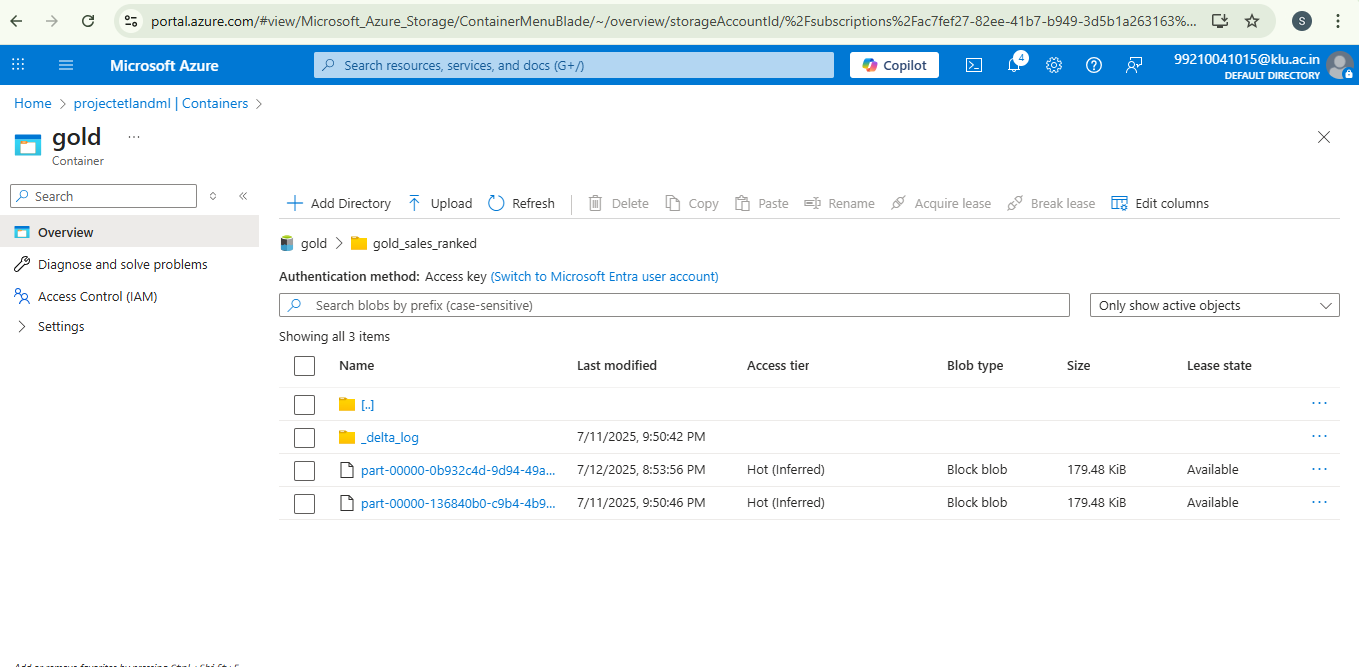 portal.azure.com/#view/Microsoft_Azure_Storage/ContainerMenuBlade/~/overview/storageAccountId/%2Fsubscriptions%2Fac7fef27-82ee-41b7-b949-3d5b1a263163%... S
Microsoft Azure Search resources, services, and docs (G+/) Copilot 4 99210041015@klu.ac.in
DEFAULT DIRECTORY
Home > projectetlandml | Containers >
gold ...
Container
Search
Overview
Diagnose and solve problems
Access Control (IAM)
Settings
Add Directory Upload Refresh Delete Copy Paste Rename Acquire lease Break lease Edit columns
gold > gold_sales_ranked
Authentication method: Access key (Switch to Microsoft Entra user account)
Search blobs by prefix (case-sensitive) Only show active objects
Showing all 3 items
Name Last modified Access tier Blob type Size Lease state
[..] ...
_delta_log 7/11/2025, 9:50:42 PM ...
part-00000-0b932c4d-9d94-49a... 7/12/2025, 8:53:56 PM Hot (Inferred) Block blob 179.48 KiB Available ...
part-00000-136840b0-c9b4-4b9... 7/11/2025, 9:50:46 PM Hot (Inferred) Block blob 179.48 KiB Available ...
Add or remove favorites by pressing